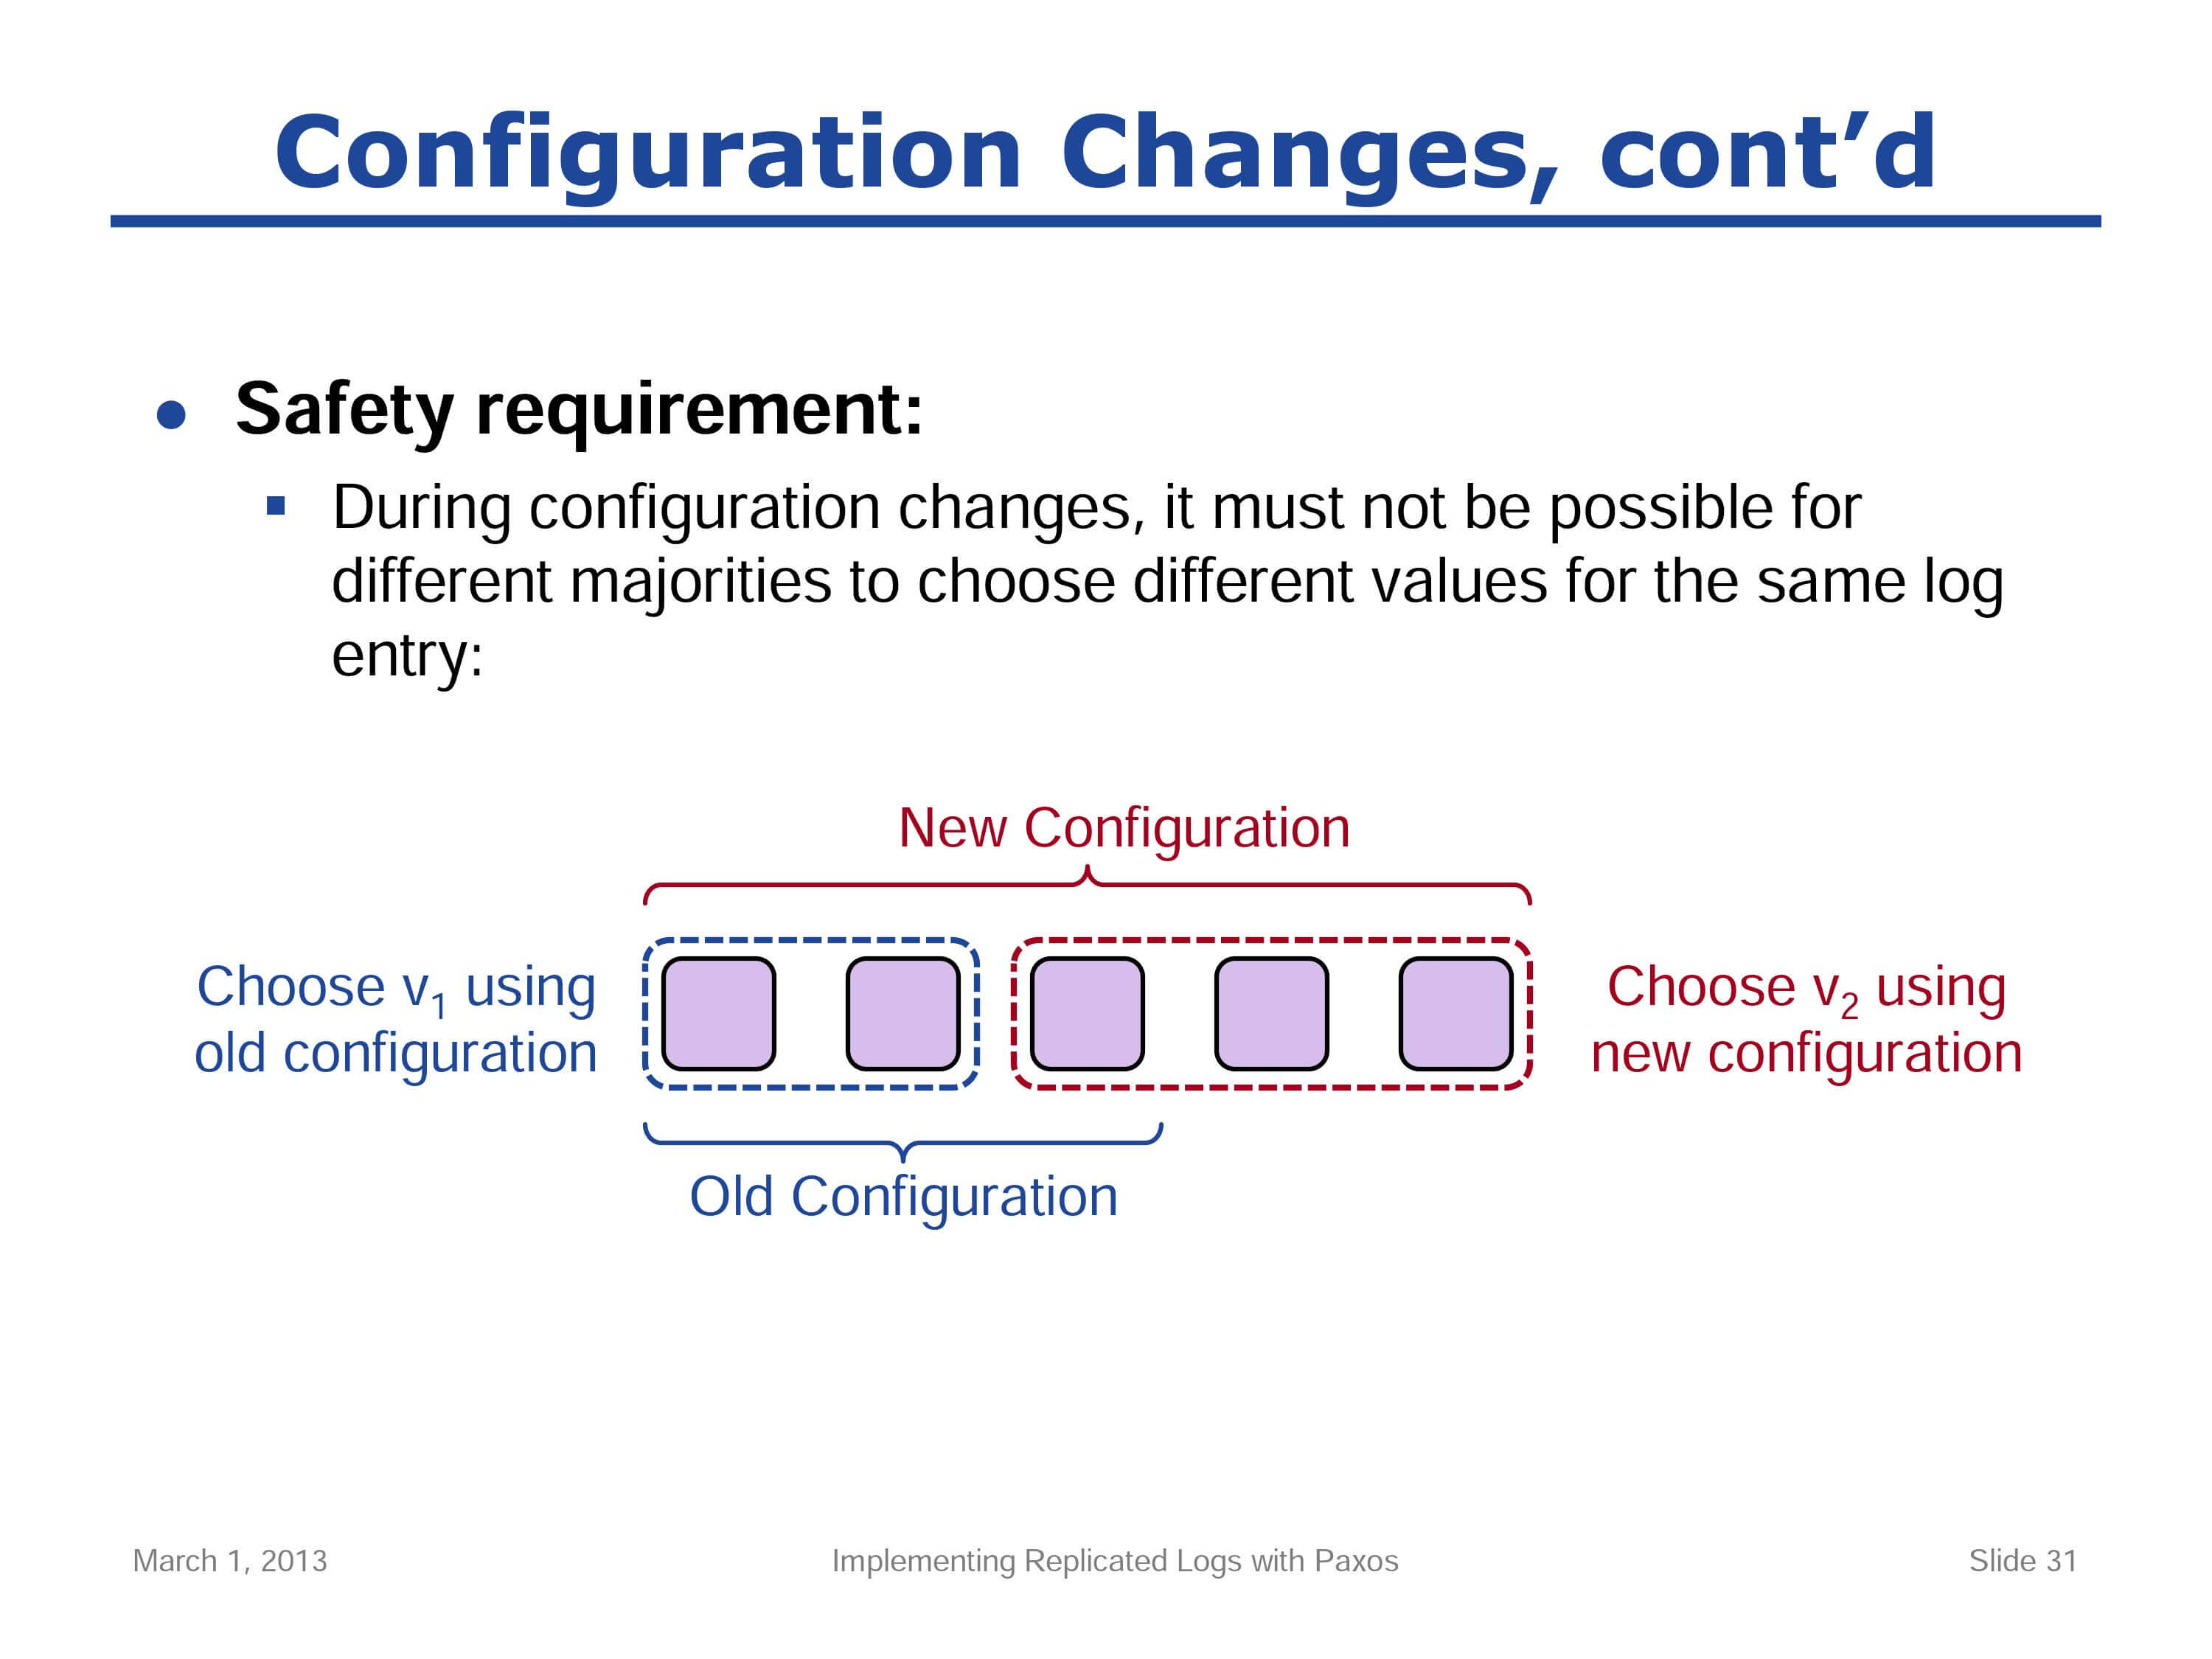 Configuration Changes, cont’d
● Safety requirement:
▪ During configuration changes, it must not be possible for
different majorities to choose different values for the same log
entry:
New Configuration
Choose v₁ using
old configuration
Choose v₂ using
new configuration
Old Configuration
March 1, 2013
Implementing Replicated Logs with Paxos
Slide 31